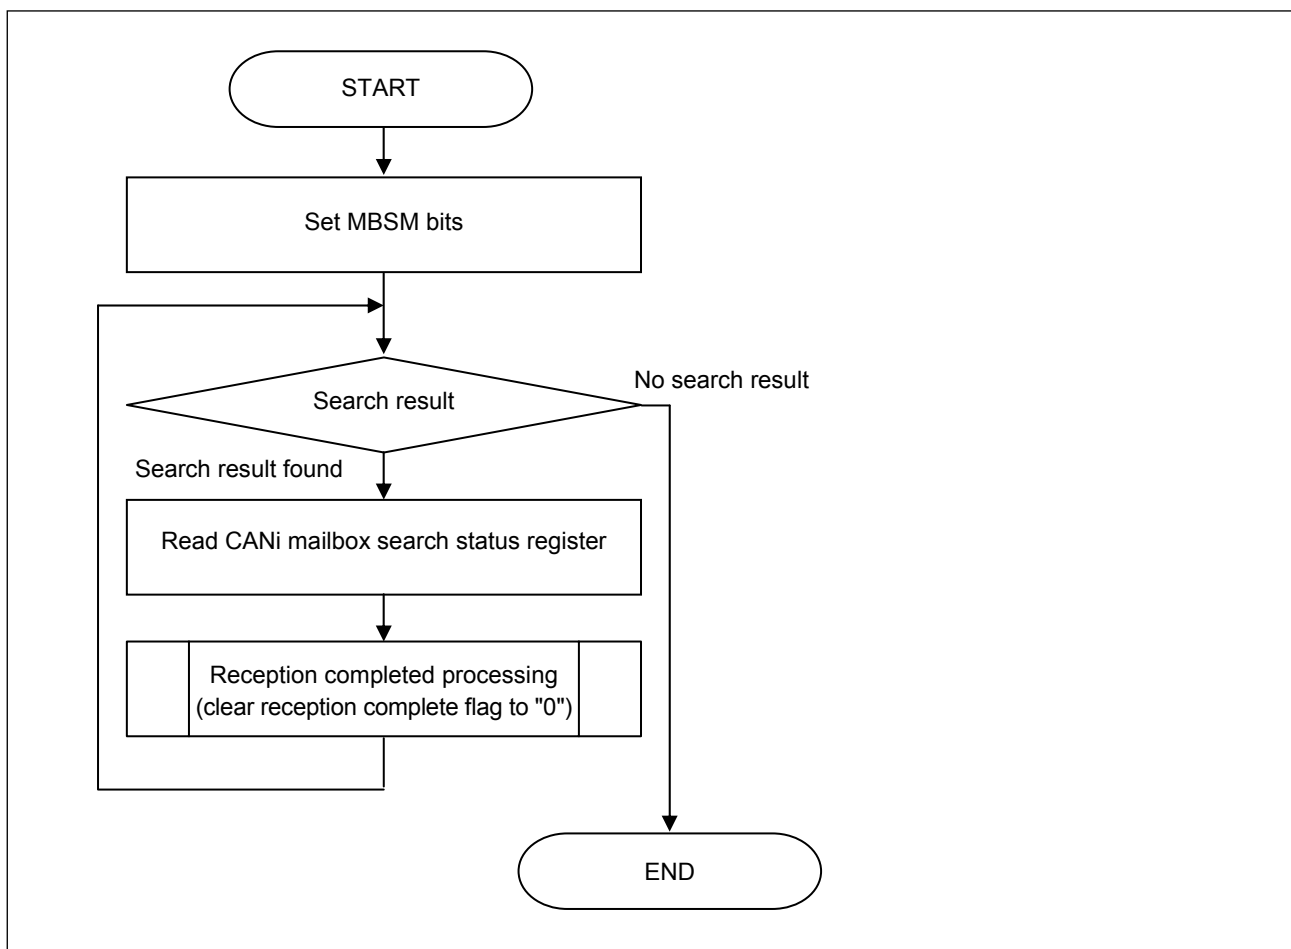 START
Set MBSM bits
Search result
No search result
Search result found
Read CANi mailbox search status register
Reception completed processing
(clear reception complete flag to "0")
END